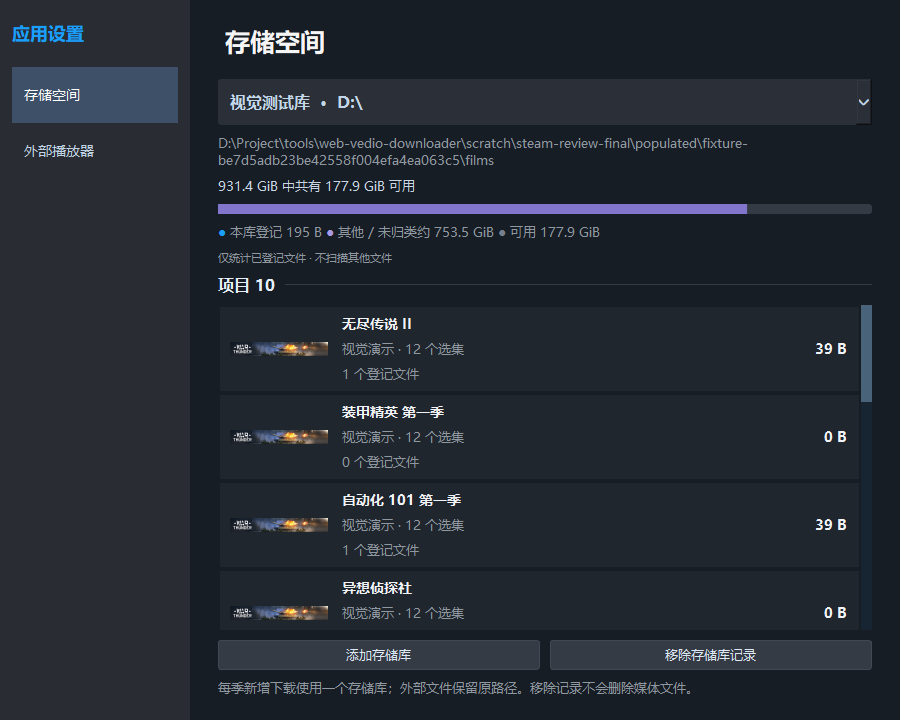 应用设置
存储空间
外部播放器
存储空间
视觉测试库 • D:\
D:\Project\tools\web-vedio-downloader\scratch\steam-review-final\populated\fixture-
be7d5adb23be42558f004efa4ea063c5\films
931.4 GiB 中共有 177.9 GiB 可用
● 本库登记 195 B ● 其他 / 未归类约 753.5 GiB ● 可用 177.9 GiB
仅统计已登记文件 · 不扫描其他文件
项目 10
无尽传说 II
视觉演示 · 12 个选集
39 B
1 个登记文件
装甲精英 第一季
视觉演示 · 12 个选集
0 B
0 个登记文件
自动化 101 第一季
视觉演示 · 12 个选集
39 B
1 个登记文件
异想侦探社
视觉演示 · 12 个选集
0 B
添加存储库
移除存储库记录
每季新增下载使用一个存储库；外部文件保留原路径。移除记录不会删除媒体文件。